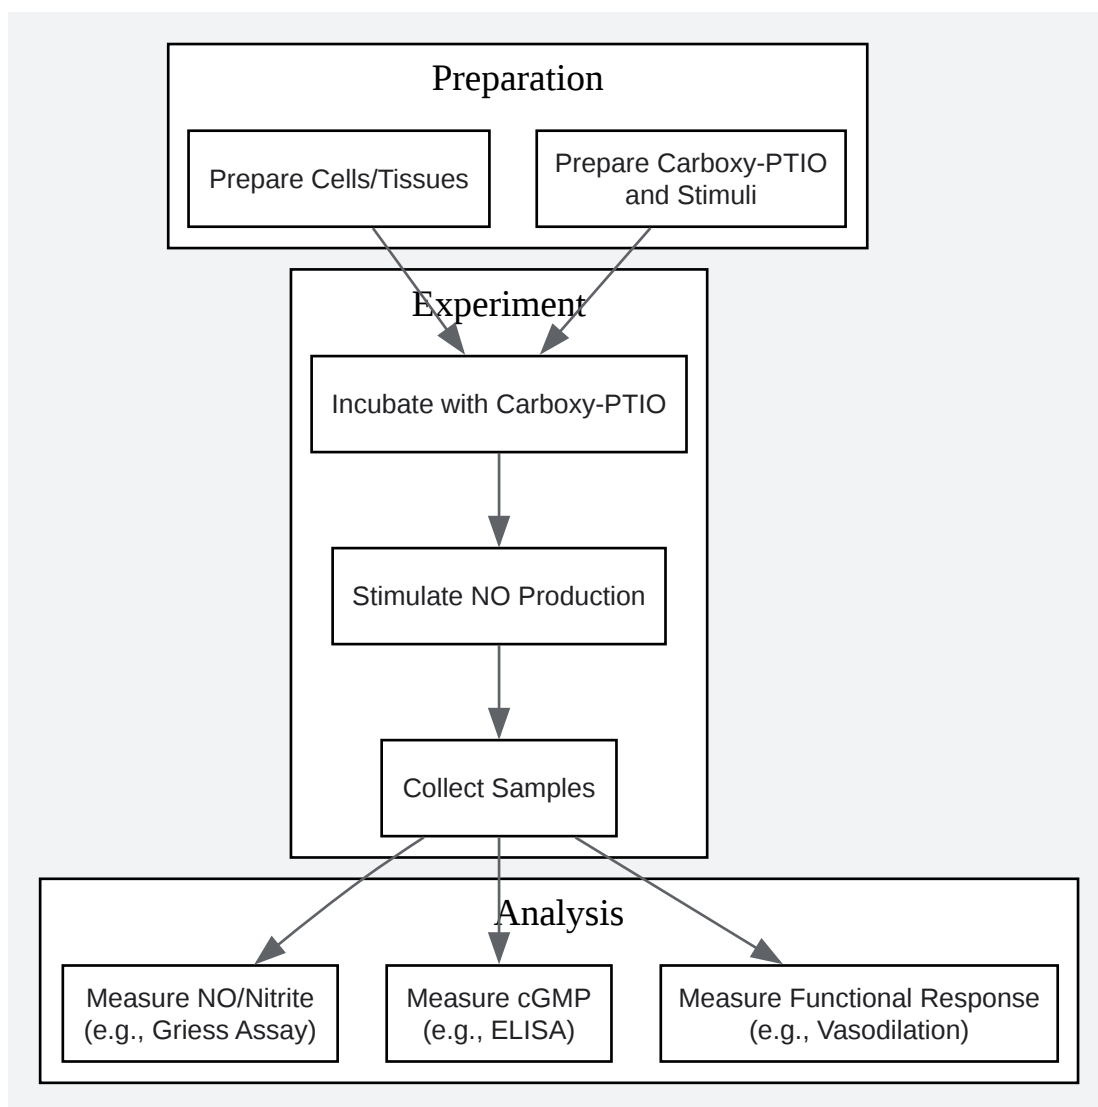 Preparation
Prepare Cells/Tissues
Prepare Carboxy-PTIO
and Stimuli
Experiment
Incubate with Carboxy-PTIO
Stimulate NO Production
Collect Samples
Analysis
Measure NO/Nitrite
(e.g., Griess Assay)
Measure cGMP
(e.g., ELISA)
Measure Functional Response
(e.g., Vasodilation)